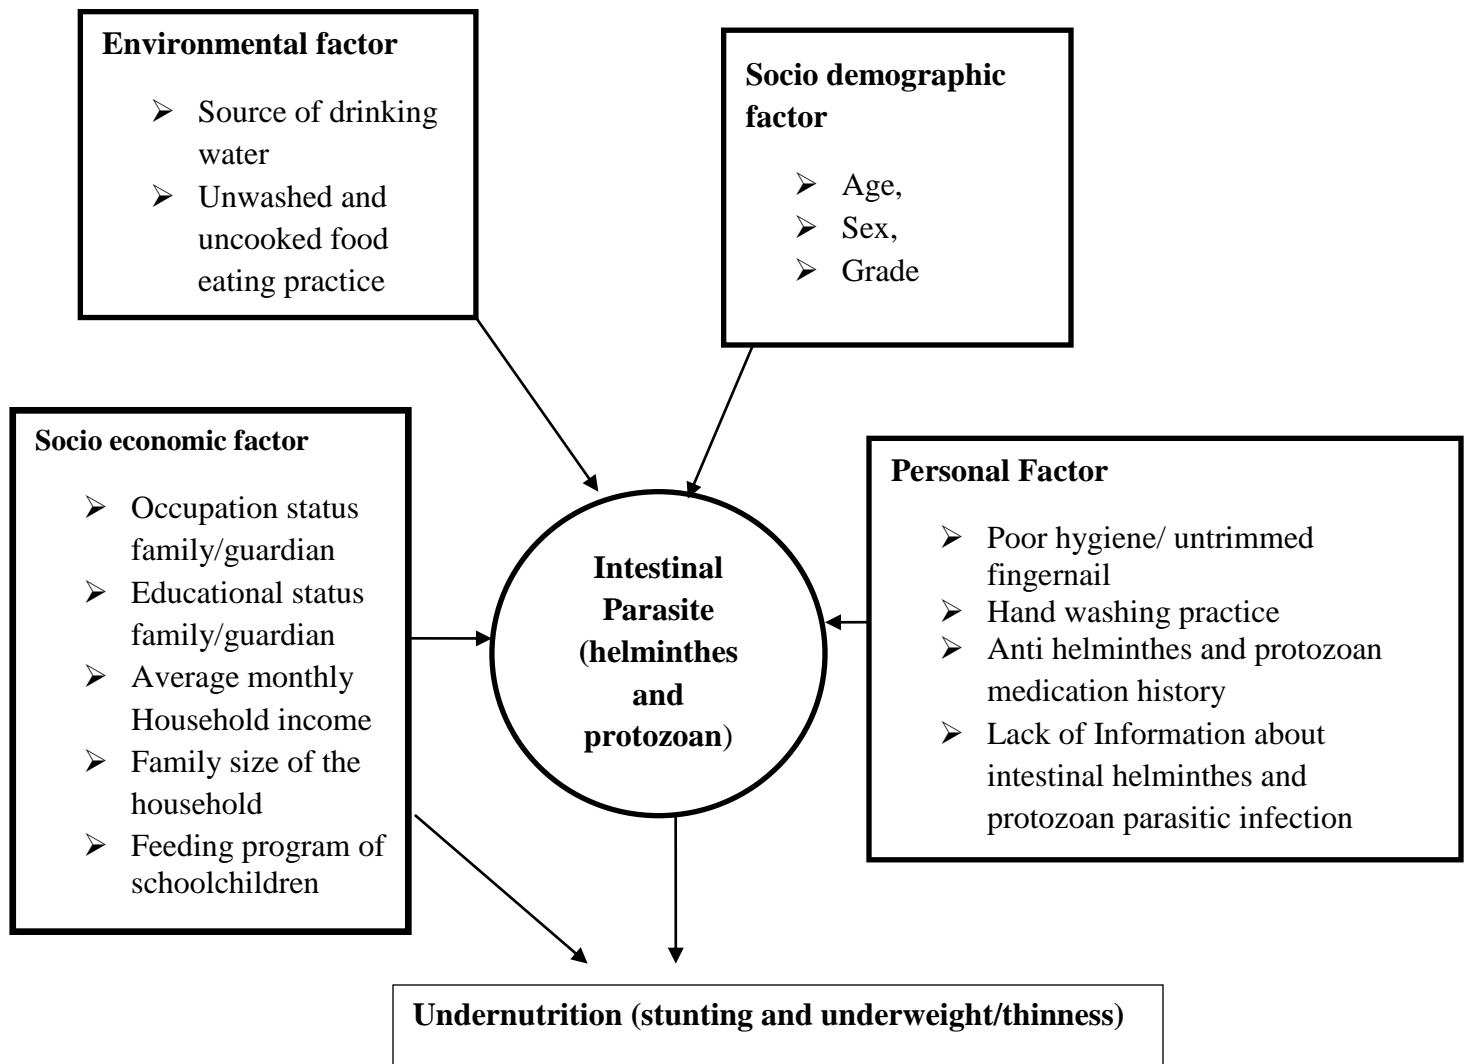 Environmental factor
➢ Source of drinking
water
➢ Unwashed and
uncooked food
eating practice
Socio demographic
factor
➢ Age,
➢ Sex,
➢ Grade
Socio economic factor
➢ Occupation status
family/guardian
➢ Educational status
family/guardian
➢ Average monthly
Household income
➢ Family size of the
household
➢ Feeding program of
schoolchildren
Intestinal
Parasite
(helminthes
and
protozoan)
Personal Factor
➢ Poor hygiene/ untrimmed
fingernail
➢ Hand washing practice
➢ Anti helminthes and protozoan
medication history
➢ Lack of Information about
intestinal helminthes and
protozoan parasitic infection
Undernutrition (stunting and underweight/thinness)